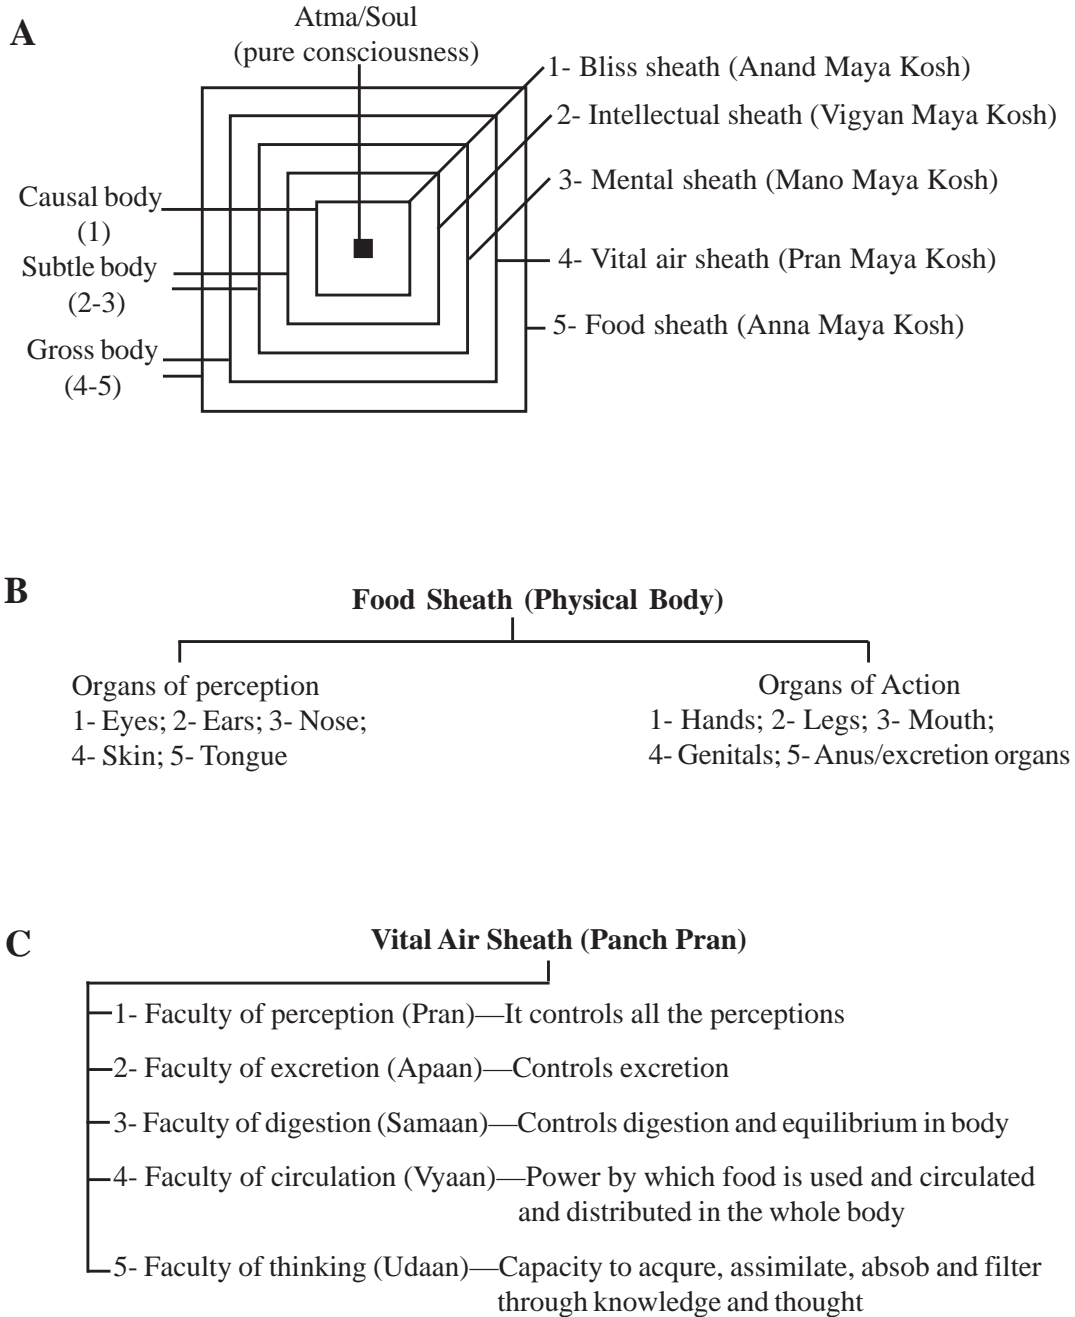 A
Atma/Soul
(pure consciousness)
1- Bliss sheath (Anand Maya Kosh)
2- Intellectual sheath (Vigyan Maya Kosh)
3- Mental sheath (Mano Maya Kosh)
Causal body
(1)
Subtle body
(2-3)
4- Vital air sheath (Pran Maya Kosh)
5- Food sheath (Anna Maya Kosh)
Gross body
(4-5)
B
Food Sheath (Physical Body)
Organs of perception
1- Eyes; 2- Ears; 3- Nose;
4- Skin; 5- Tongue
Organs of Action
1- Hands; 2- Legs; 3- Mouth;
4- Genitals; 5- Anus/excretion organs
C
Vital Air Sheath (Panch Pran)
1- Faculty of perception (Pran)—It controls all the perceptions
2- Faculty of excretion (Apaan)—Controls excretion
3- Faculty of digestion (Samaan)—Controls digestion and equilibrium in body
4- Faculty of circulation (Vyaan)—Power by which food is used and circulated
and distributed in the whole body
5- Faculty of thinking (Udaan)—Capacity to acqure, assimilate, absob and filter
through knowledge and thought